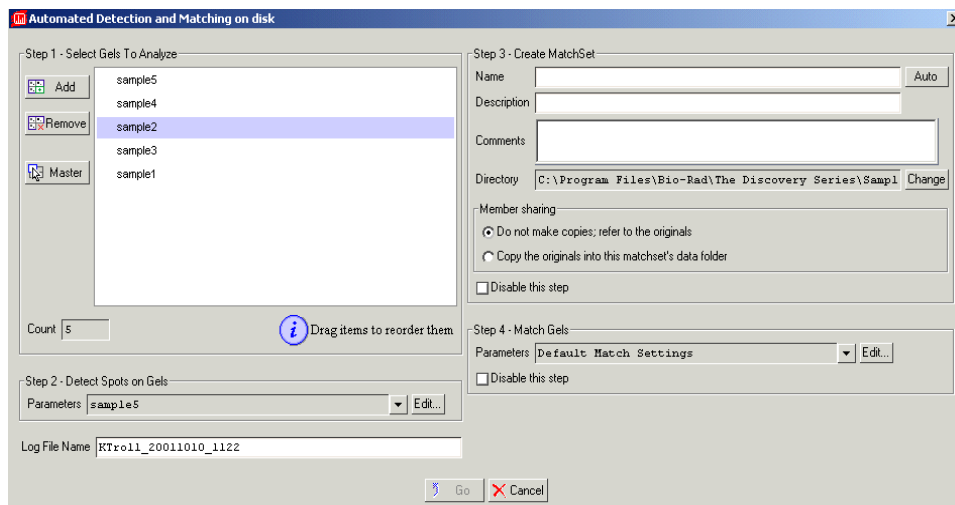 Automated Detection and Matching on disk
Step 1 - Select Gels To Analyze
Add
Remove
Master
sample5
sample4
sample2
sample3
sample1
Count 5
i Drag items to reorder them
Step 2 - Detect Spots on Gels
Parameters sample5 Edit...
Log File Name KTroll_20011010_1122
Step 3 - Create MatchSet
Name Auto
Description
Comments
Directory C:\Program Files\Bio-Rad\The Discovery Series\Sampl Change
Member sharing
Do not make copies; refer to the originals
Copy the originals into this matchset's data folder
Disable this step
Step 4 - Match Gels
Parameters Default Match Settings Edit...
Disable this step
Go Cancel